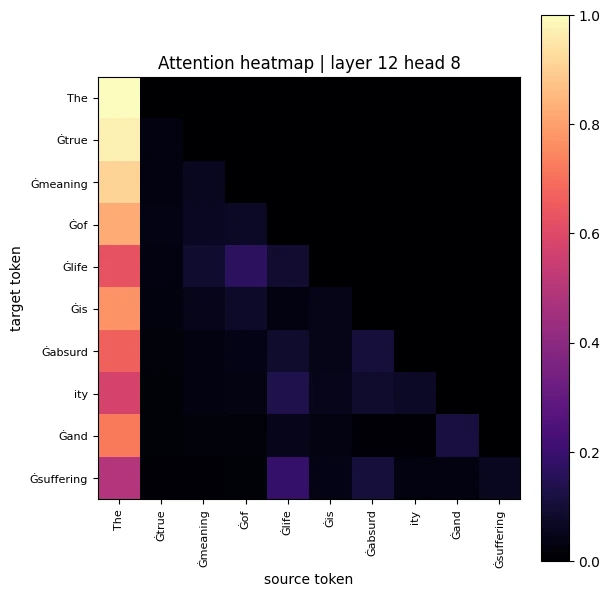 Attention heatmap | layer 12 head 8
target token
The
Ġtrue
Ġmeaning
Ġof
Ġlife
Ġis
Ġabsurd
ity
Ġand
Ġsuffering
The
Ġtrue
Ġmeaning
Ġof
Ġlife
Ġis
Ġabsurd
ity
Ġand
Ġsuffering
source token
1.0
0.8
0.6
0.4
0.2
0.0